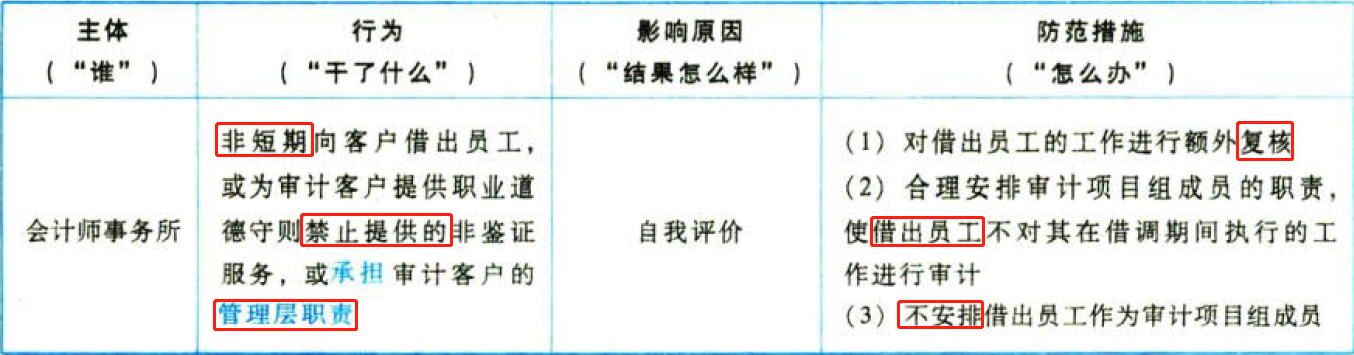 主体
（“谁”）
行为
（“干了什么”）
影响原因
（“结果怎么样”）
防范措施
（“怎么办”）
会计师事务所
非短期向客户借出员工，
或为审计客户提供职业道
德守则禁止提供的非鉴证
服务，或承担审计客户的
管理层职责
自我评价
（1）对借出员工的工作进行额外复核
（2）合理安排审计项目组成员的职责，
使借出员工不对其在借调期间执行的工
作进行审计
（3）不安排借出员工作为审计项目组成员